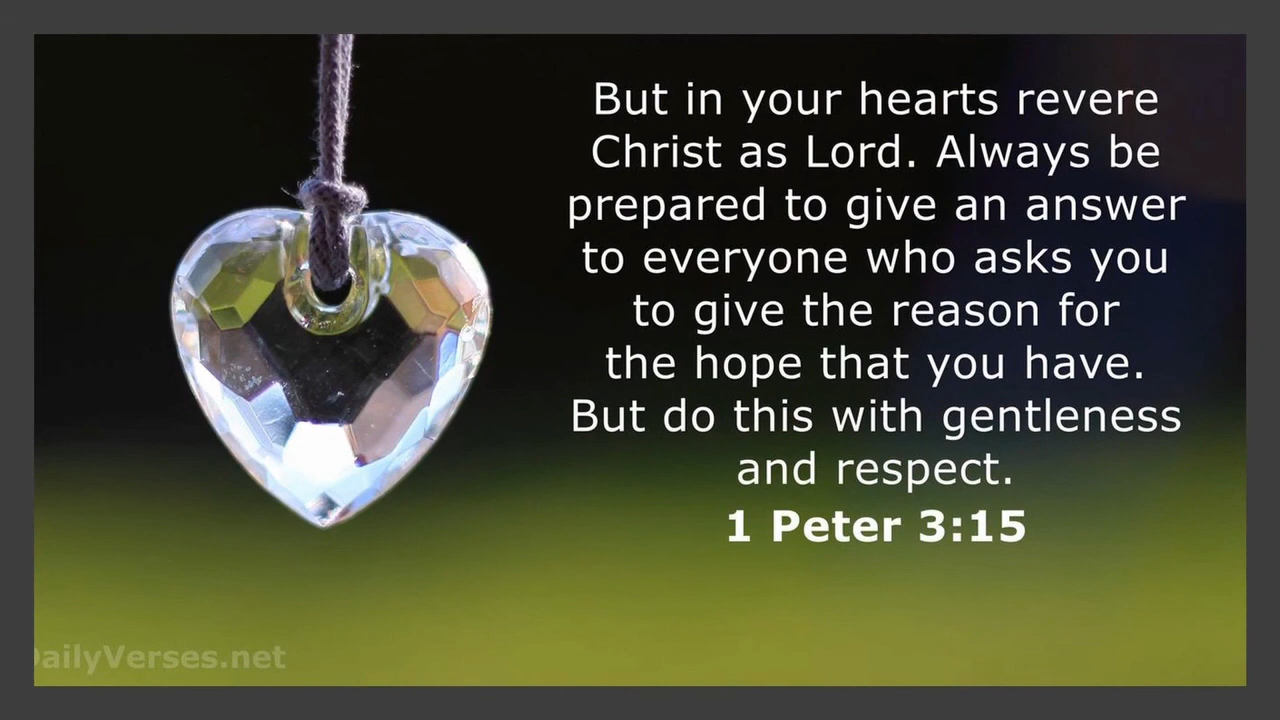 But in your hearts revere
Christ as Lord. Always be
prepared to give an answer
to everyone who asks you
to give the reason for
the hope that you have.
But do this with gentleness
and respect.
1 Peter 3:15
DailyVerses.net